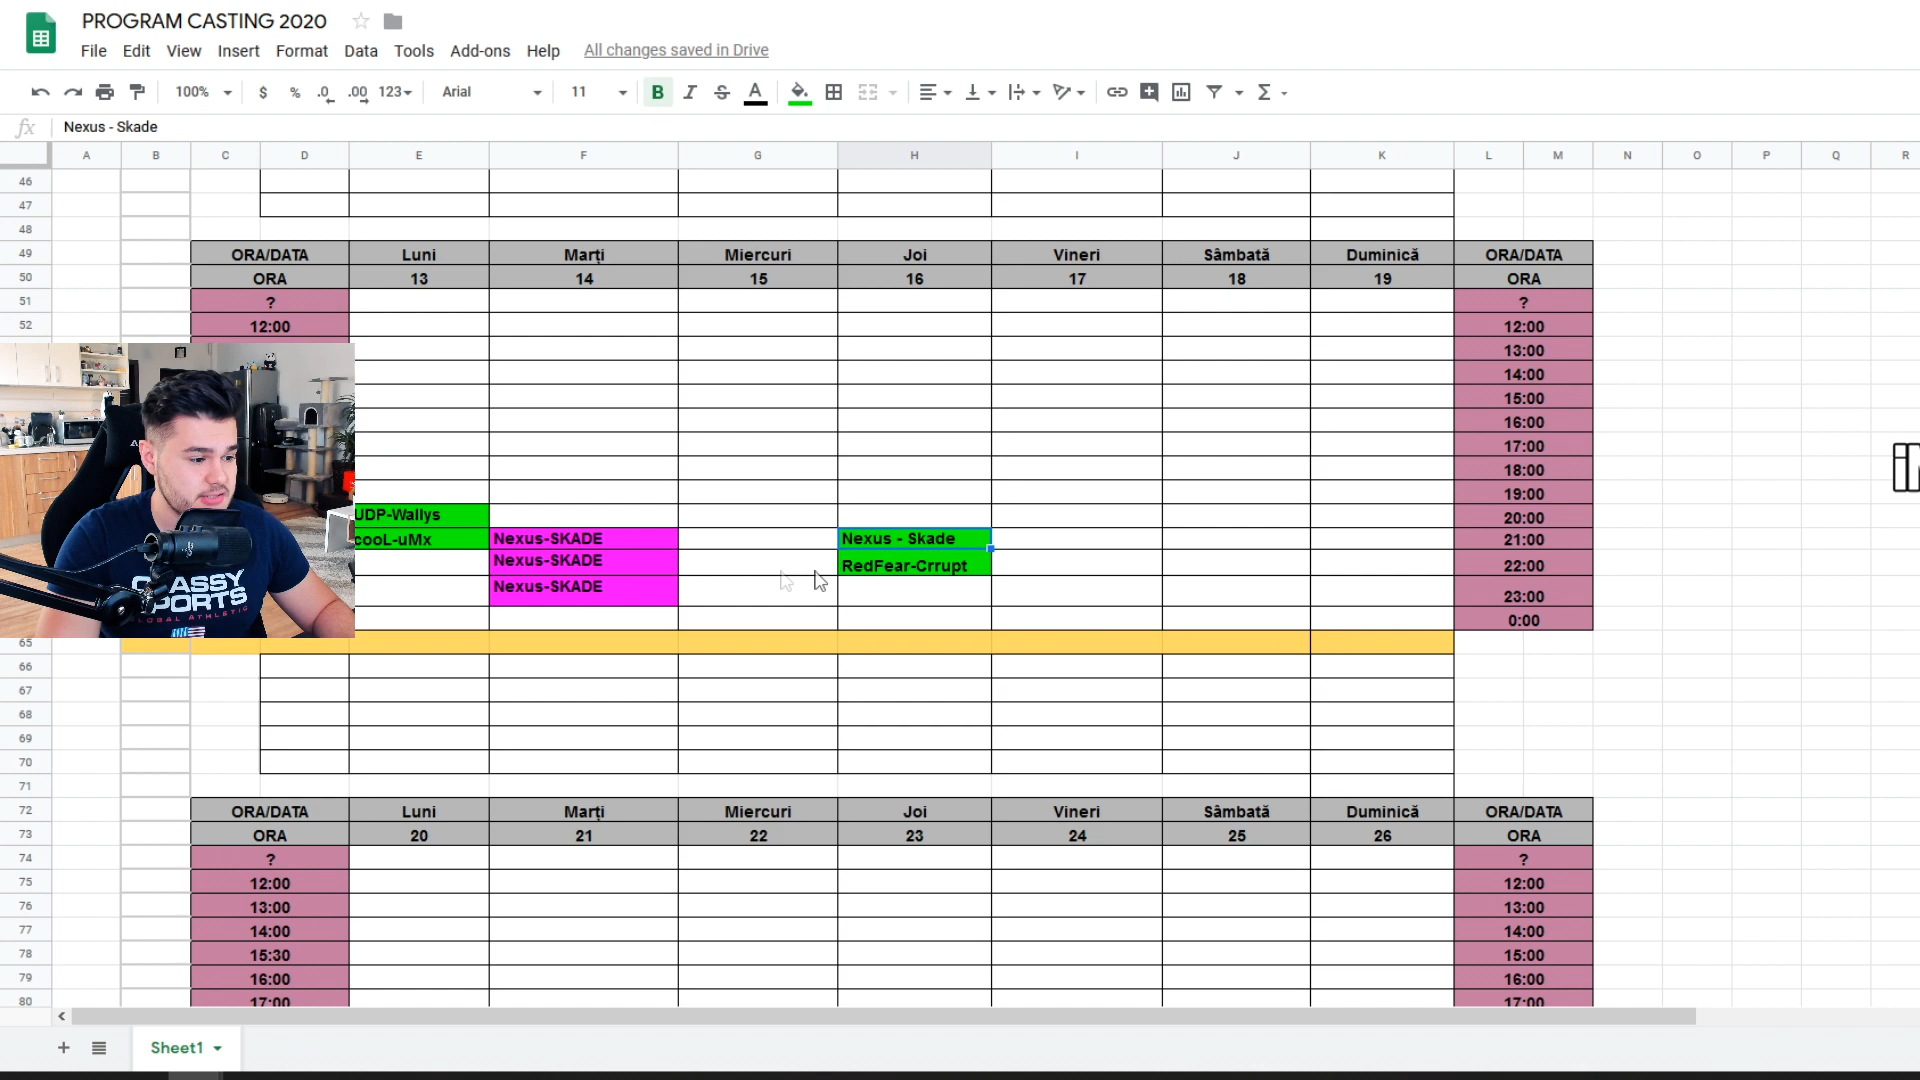 PROGRAM CASTING 2020
File Edit View Insert Format Data Tools Add-ons Help All changes saved in Drive
100% $ % .0 .00 123 Arial 11 B I S A
fx Nexus - Skade
A B C D E F G H I J K L M N O P Q R
46
47
48
49 ORA/DATA Luni Marți Miercuri Joi Vineri Sâmbată Duminică ORA/DATA
50 ORA 13 14 15 16 17 18 19 ORA
51 ? ?
52 12:00 12:00
13:00
14:00
15:00
16:00
17:00
18:00
19:00
UDP-Wallys 20:00
cooL-uMx Nexus-SKADE Nexus - Skade 21:00
Nexus-SKADE RedFear-Crrupt 22:00
Nexus-SKADE 23:00
0:00
CLASSY
SPORTS
GLOBAL ATHLETIC
65
66
67
68
69
70
71
72 ORA/DATA Luni Marți Miercuri Joi Vineri Sâmbată Duminică ORA/DATA
73 ORA 20 21 22 23 24 25 26 ORA
74 ? ?
75 12:00 12:00
76 13:00 13:00
77 14:00 14:00
78 15:30 15:00
79 16:00 16:00
80 17:00 17:00
Sheet1